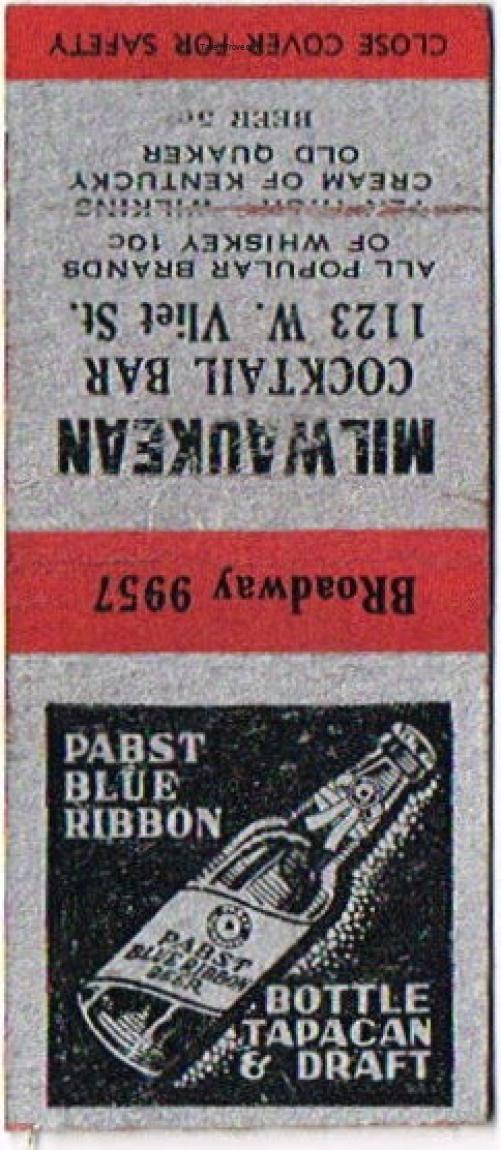 CLOSE COVER FOR SAFETY
MILWAUKEAN
COCKTAIL BAR
1123 W. Vliet St.
ALL POPULAR BRANDS
OF WHISKEY 10c
WILKINS
CREAM OF KENTUCKY
OLD QUAKER
BEER 5c
BRoadway 9957
PABST
BLUE
RIBBON
PABST
BLUE RIBBON
BEER
BOTTLE
TAPACAN
& DRAFT